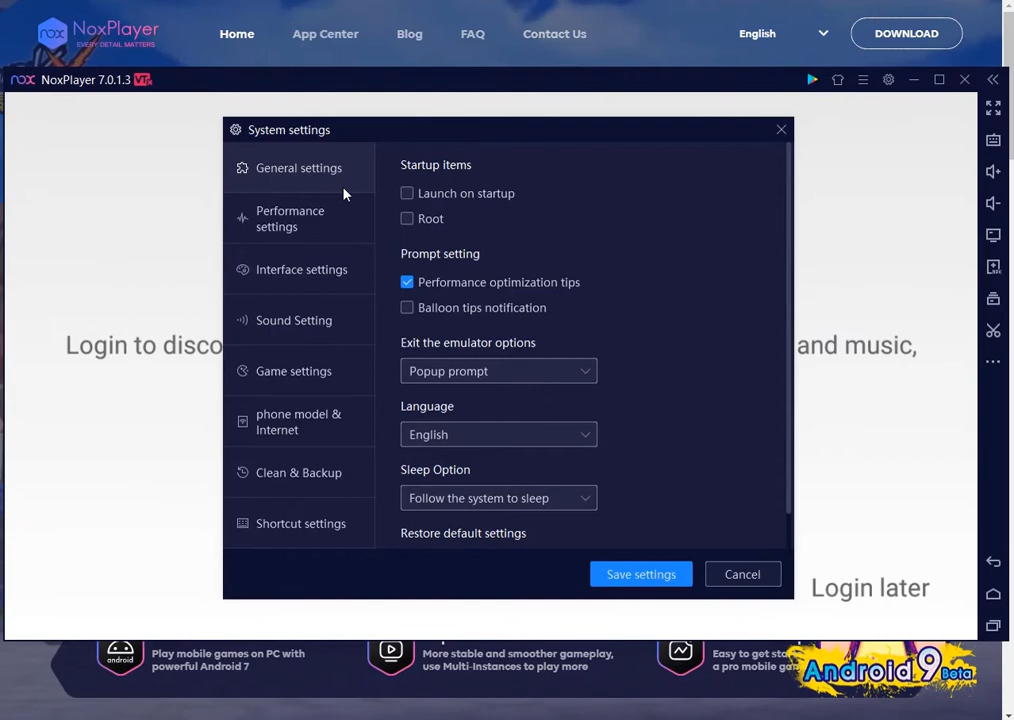 NoxPlayer
EVERY DETAIL MATTERS
Home
App Center
Blog
FAQ
Contact Us
English
DOWNLOAD
nox NoxPlayer 7.0.1.3
System settings
General settings
Performance
settings
Interface settings
Sound Setting
Game settings
phone model &
Internet
Clean & Backup
Shortcut settings
Startup items
Launch on startup
Root
Prompt setting
Performance optimization tips
Balloon tips notification
Exit the emulator options
Popup prompt
Language
English
Sleep Option
Follow the system to sleep
Restore default settings
Save settings
Cancel
Login to disco
and music,
Login later
android
Play mobile games on PC with
powerful Android 7
More stable and smoother gameplay,
use Multi-Instances to play more
Easy to get sta
a pro mobile ga
Android 9
Beta